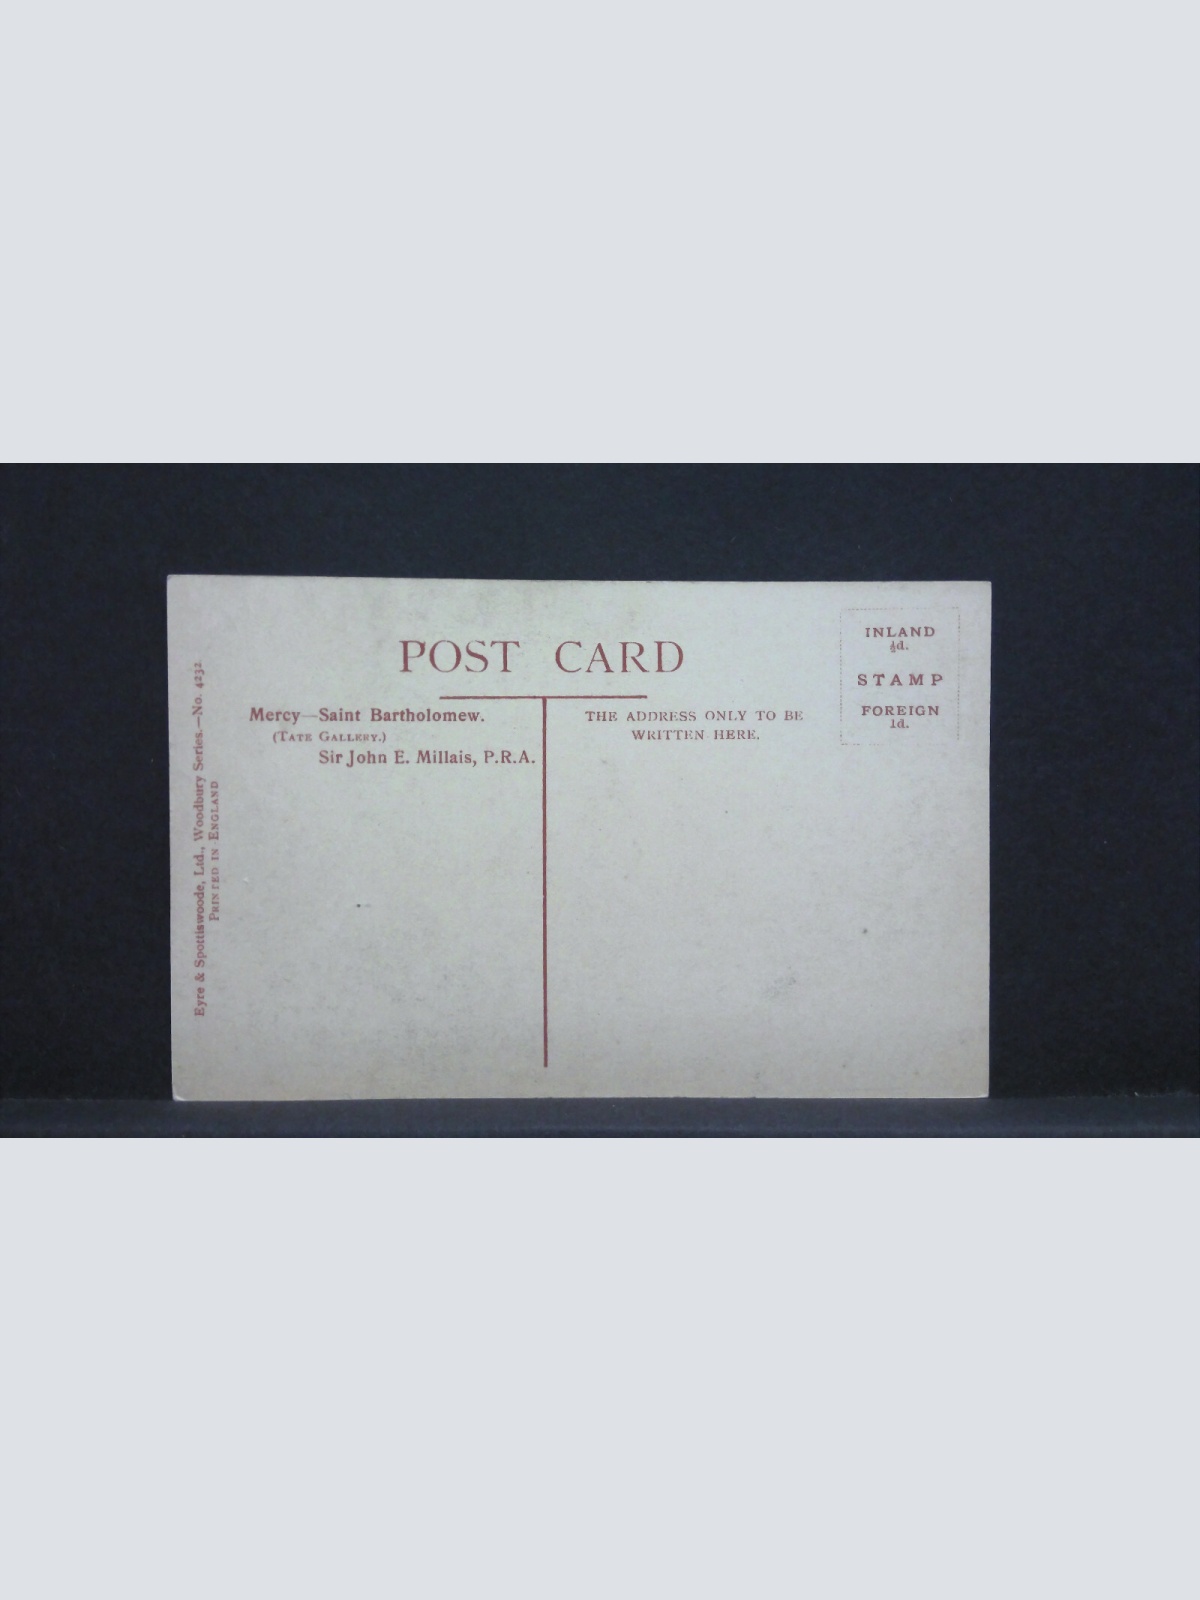 POST CARD
Mercy—Saint Bartholomew.
(TATE GALLERY.)
Sir John E. Millais, P.R.A.
THE ADDRESS ONLY TO BE
WRITTEN HERE.
INLAND
½d.
STAMP
FOREIGN
1d.
Eyre & Spottiswoode, Ltd., Woodbury Series.—No. 4232
PRINTED IN ENGLAND